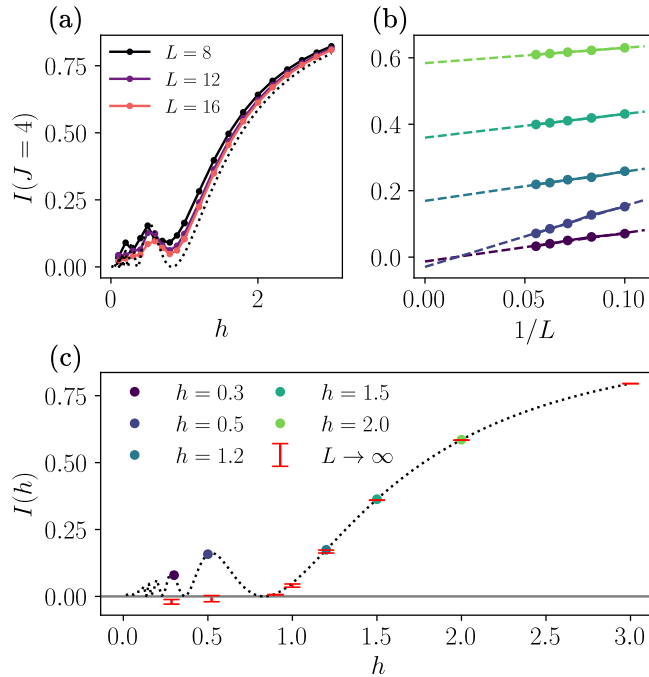 (a)
(b)
I(J = 4)
0.75
0.50
0.25
0.00
L = 8
L = 12
L = 16
0
2
h
0.6
0.4
0.2
0.0
0.00
0.05
0.10
1/L
(c)
I(h)
0.75
0.50
0.25
0.00
h = 0.3
h = 0.5
h = 1.2
h = 1.5
h = 2.0
L → ∞
0.0
0.5
1.0
1.5
2.0
2.5
3.0
h